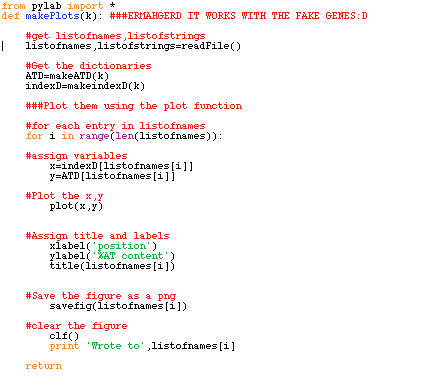 from pylab import *
def makePlots(k): ###ERMAHGERD IT WORKS WITH THE FAKE GENES:D
#get listofnames,listofstrings
listofnames,listofstrings=readFile()
#Get the dictionaries
ATD=makeATD(k)
indexD=makeindexD(k)
###Plot them using the plot function
#for each entry in listofnames
for i in range(len(listofnames)):
#assign variables
x=indexD[listofnames[i]]
y=ATD[listofnames[i]]
#Plot the x,y
plot(x,y)
#Assign title and labels
xlabel('position')
ylabel('%AT content')
title(listofnames[i])
#Save the figure as a png
savefig(listofnames[i])
#clear the figure
clf()
print 'Wrote to',listofnames[i]
return